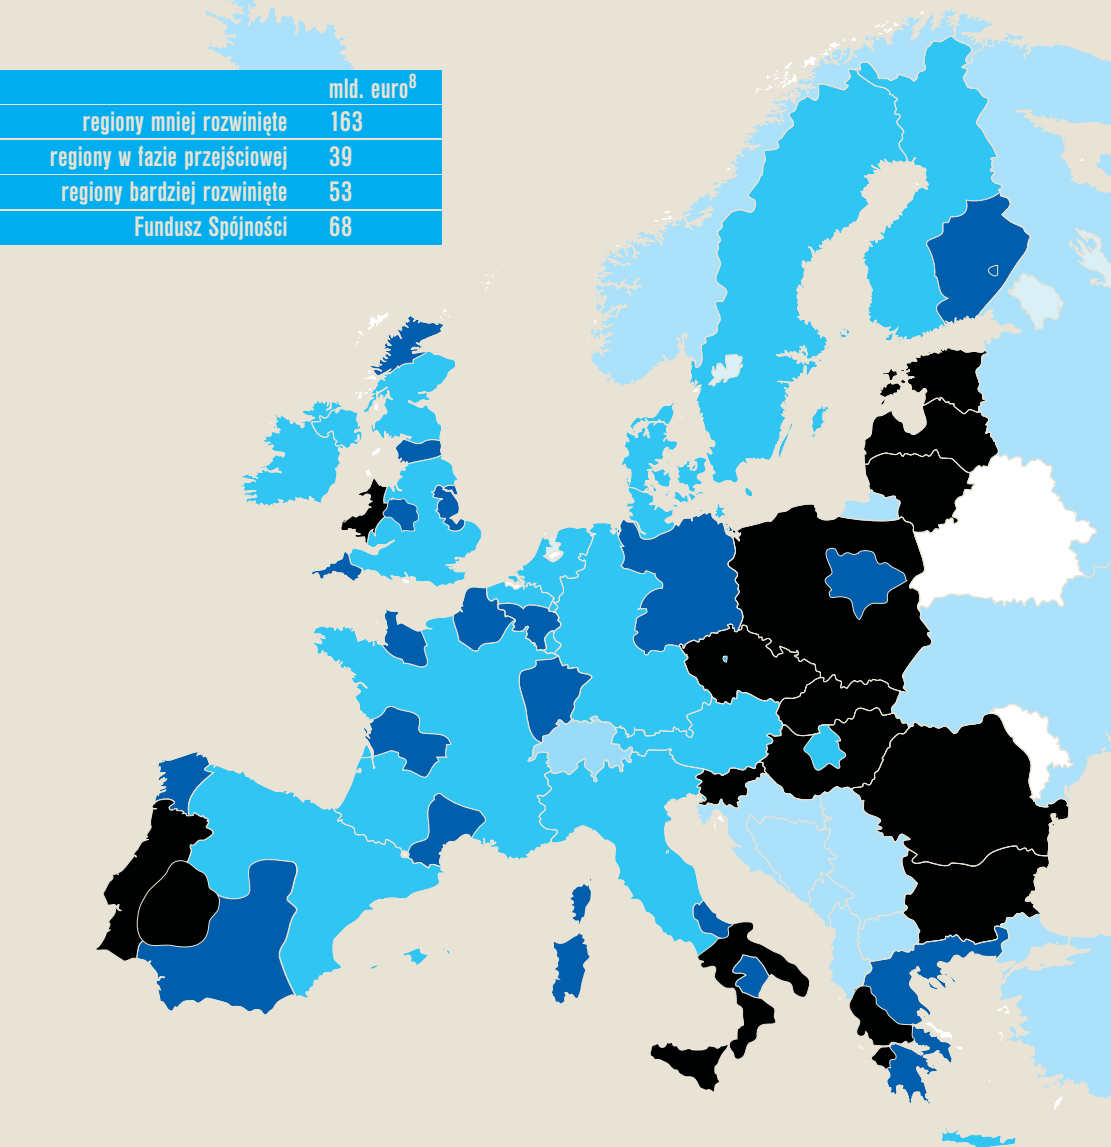 mld. euro⁸
regiony mniej rozwinięte 163
regiony w fazie przejściowej 39
regiony bardziej rozwinięte 53
Fundusz Spójności 68